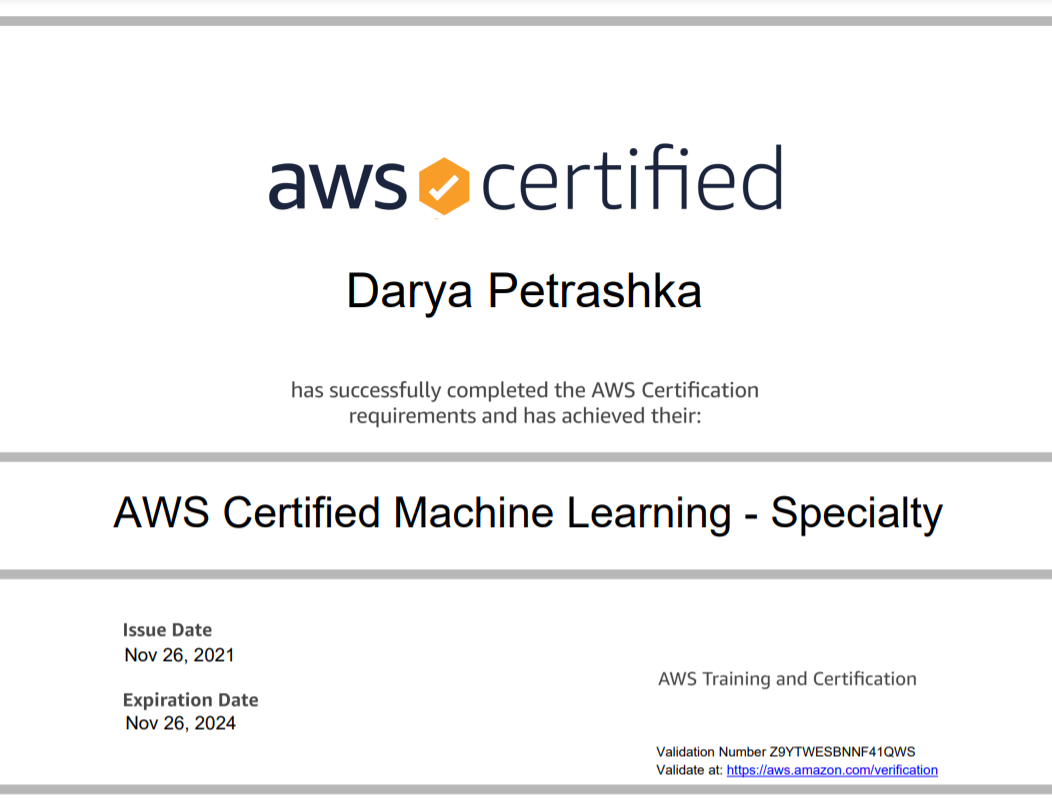 aws certified
Darya Petrashka
has successfully completed the AWS Certification
requirements and has achieved their:
AWS Certified Machine Learning - Specialty
Issue Date
Nov 26, 2021
Expiration Date
Nov 26, 2024
AWS Training and Certification
Validation Number Z9YTWESBNNF41QWS
Validate at: https://aws.amazon.com/verification